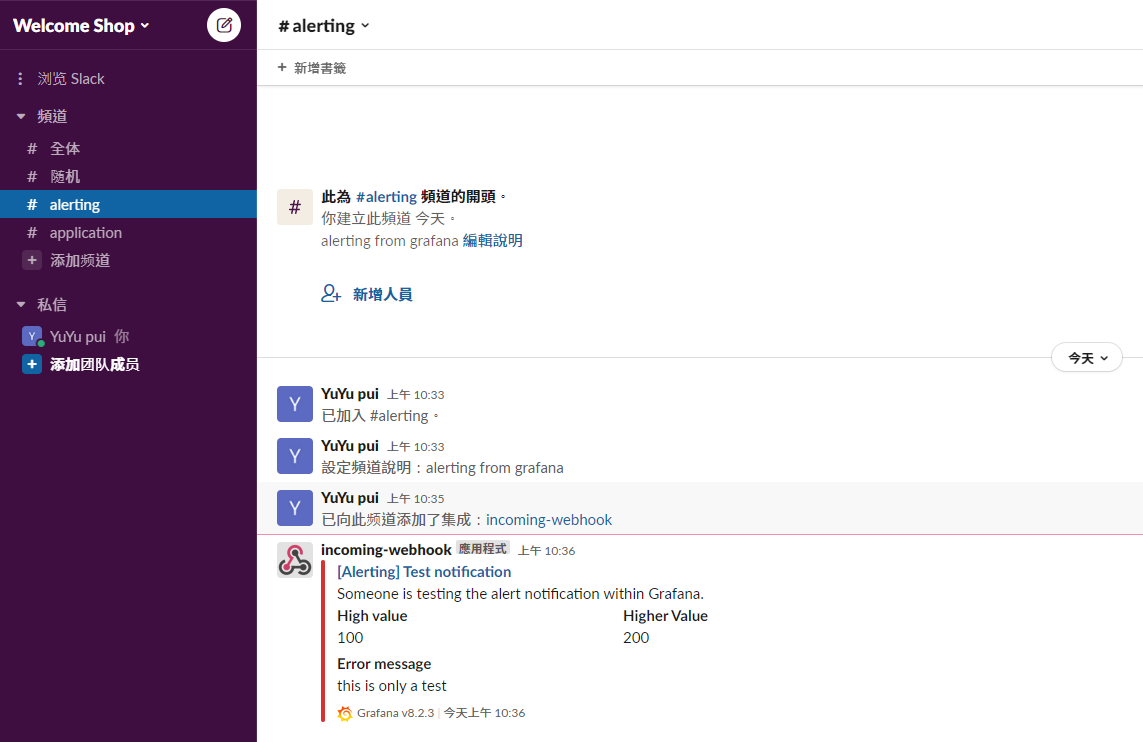 Welcome Shop
浏览 Slack
頻道
# 全体
# 随机
# alerting
# application
+ 添加频道
私信
Y YuYu pui 你
+ 添加团队成员
# alerting
+ 新增書籤
# 此為 #alerting 頻道的開頭。
你建立此頻道 今天。
alerting from grafana 編輯說明
新增人員
今天
Y YuYu pui 上午 10:33
已加入 #alerting。
Y YuYu pui 上午 10:33
設定頻道說明：alerting from grafana
Y YuYu pui 上午 10:35
已向此频道添加了集成：incoming-webhook
incoming-webhook 應用程式 上午 10:36
[Alerting] Test notification
Someone is testing the alert notification within Grafana.
High value Higher Value
100 200
Error message
this is only a test
Grafana v8.2.3 | 今天上午 10:36